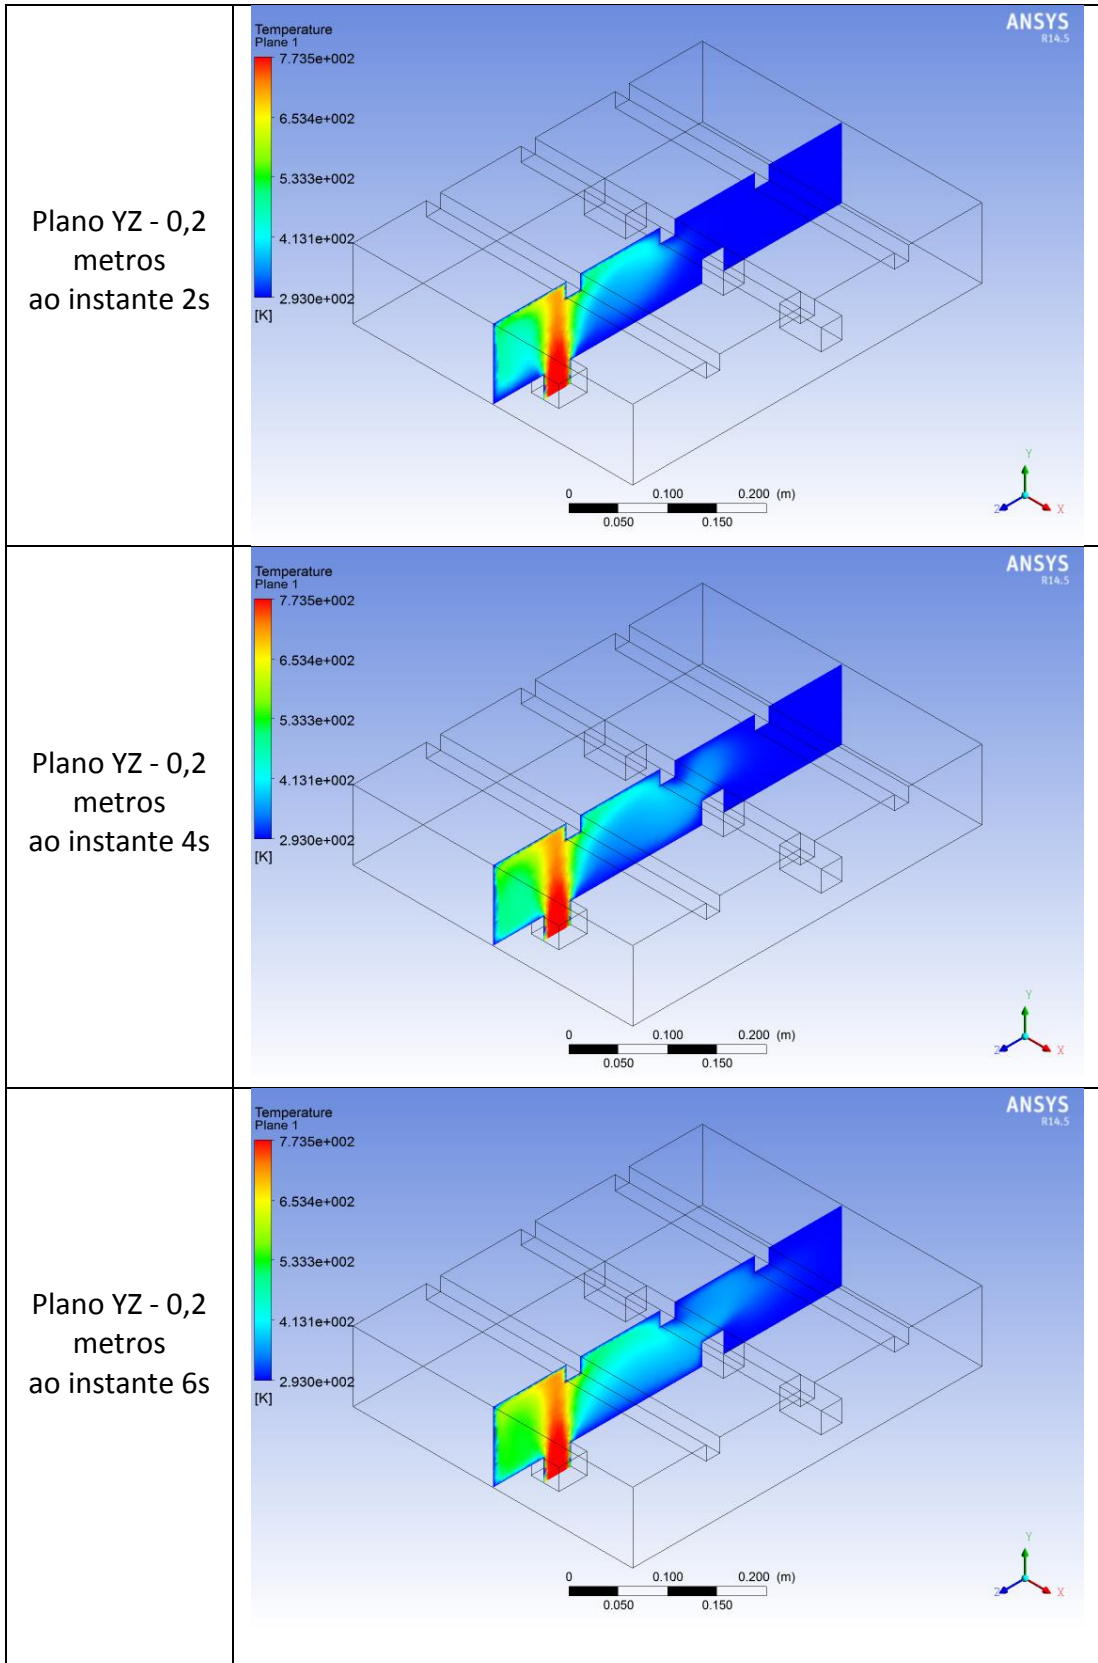 Plano YZ - 0,2
metros
ao instante 2s
Temperature
Plane 1
7.735e+002
6.534e+002
5.333e+002
4.131e+002
2.930e+002
[K]
ANSYS
R14.5
0 0.100 0.200 (m)
0.050 0.150
Y
Z X
Plano YZ - 0,2
metros
ao instante 4s
Temperature
Plane 1
7.735e+002
6.534e+002
5.333e+002
4.131e+002
2.930e+002
[K]
ANSYS
R14.5
0 0.100 0.200 (m)
0.050 0.150
Y
Z X
Plano YZ - 0,2
metros
ao instante 6s
Temperature
Plane 1
7.735e+002
6.534e+002
5.333e+002
4.131e+002
2.930e+002
[K]
ANSYS
R14.5
0 0.100 0.200 (m)
0.050 0.150
Y
Z X